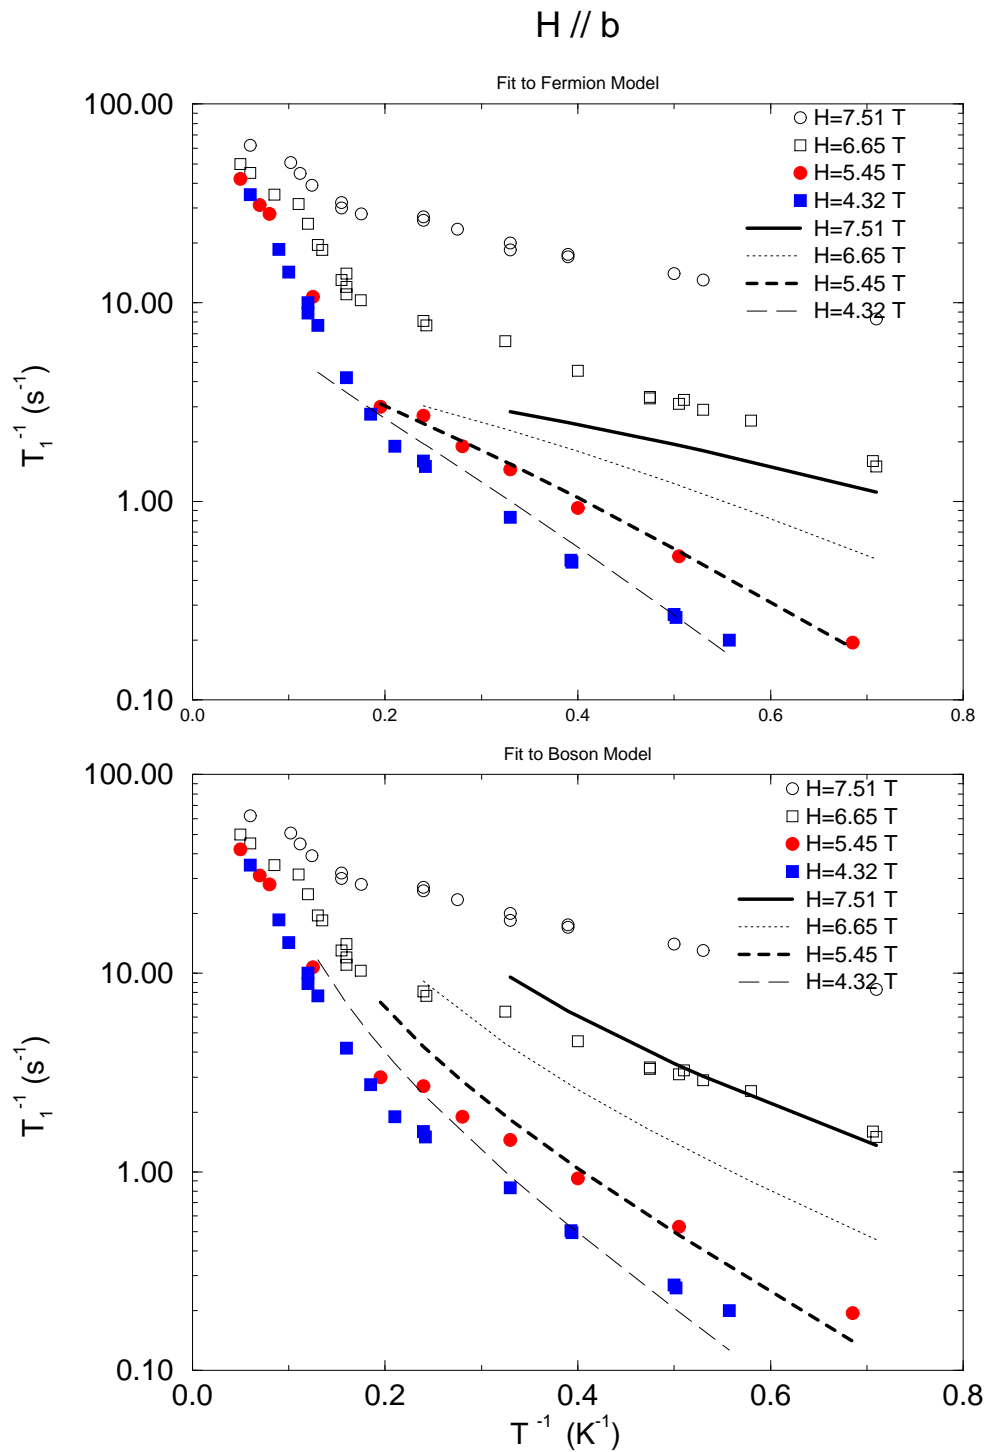 H // b
Fit to Fermion Model
100.00
10.00
1.00
0.10
T₁⁻¹ (s⁻¹)
H=7.51 T
H=6.65 T
H=5.45 T
H=4.32 T
H=7.51 T
H=6.65 T
H=5.45 T
H=4.32 T
0.0 0.2 0.4 0.6 0.8
Fit to Boson Model
100.00
10.00
1.00
0.10
T₁⁻¹ (s⁻¹)
H=7.51 T
H=6.65 T
H=5.45 T
H=4.32 T
H=7.51 T
H=6.65 T
H=5.45 T
H=4.32 T
0.0 0.2 0.4 0.6 0.8
T⁻¹ (K⁻¹)